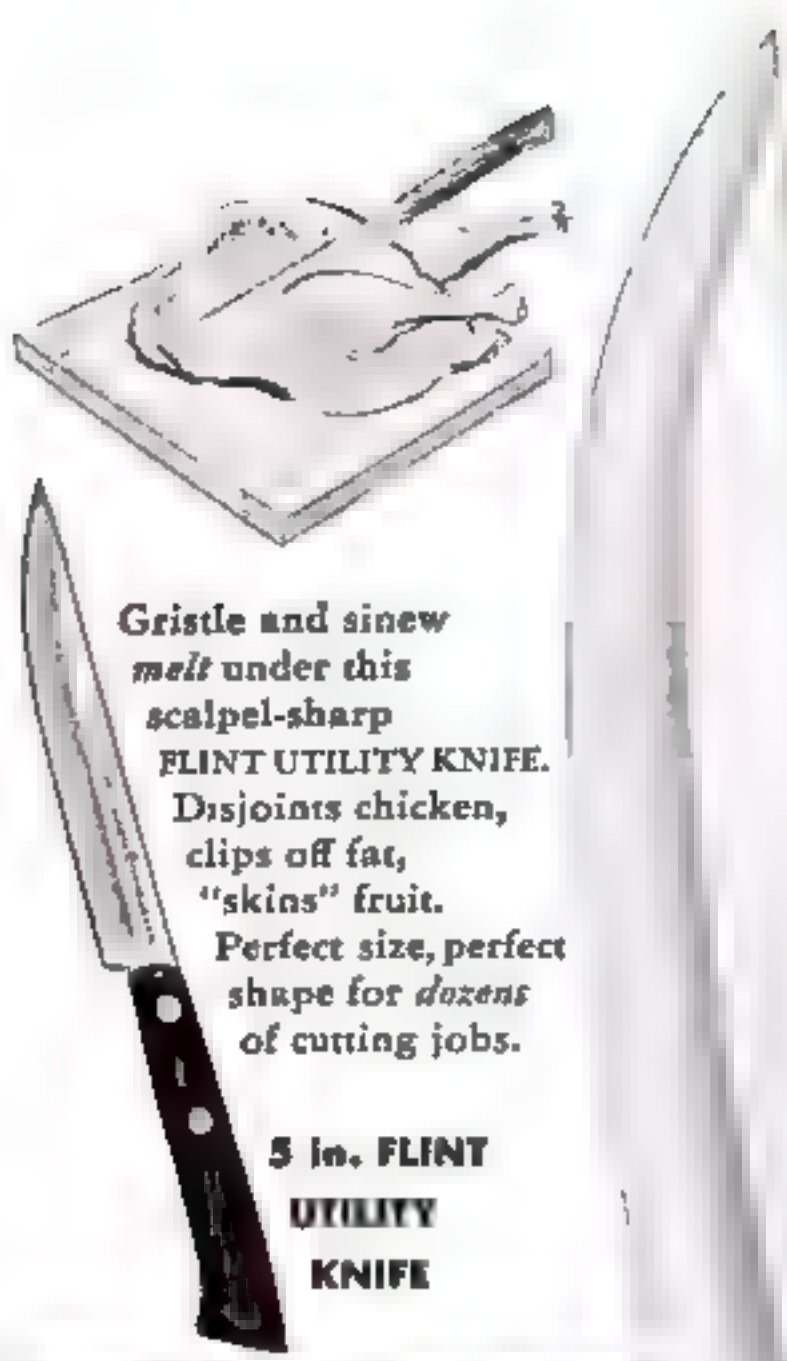 Gristle and sinew
melt under this
scalpel-sharp
FLINT UTILITY KNIFE.
Disjoints chicken,
clips off fat,
"skins" fruit.
Perfect size, perfect
shape for dozens
of cutting jobs.
5 in. FLINT
UTILITY
KNIFE